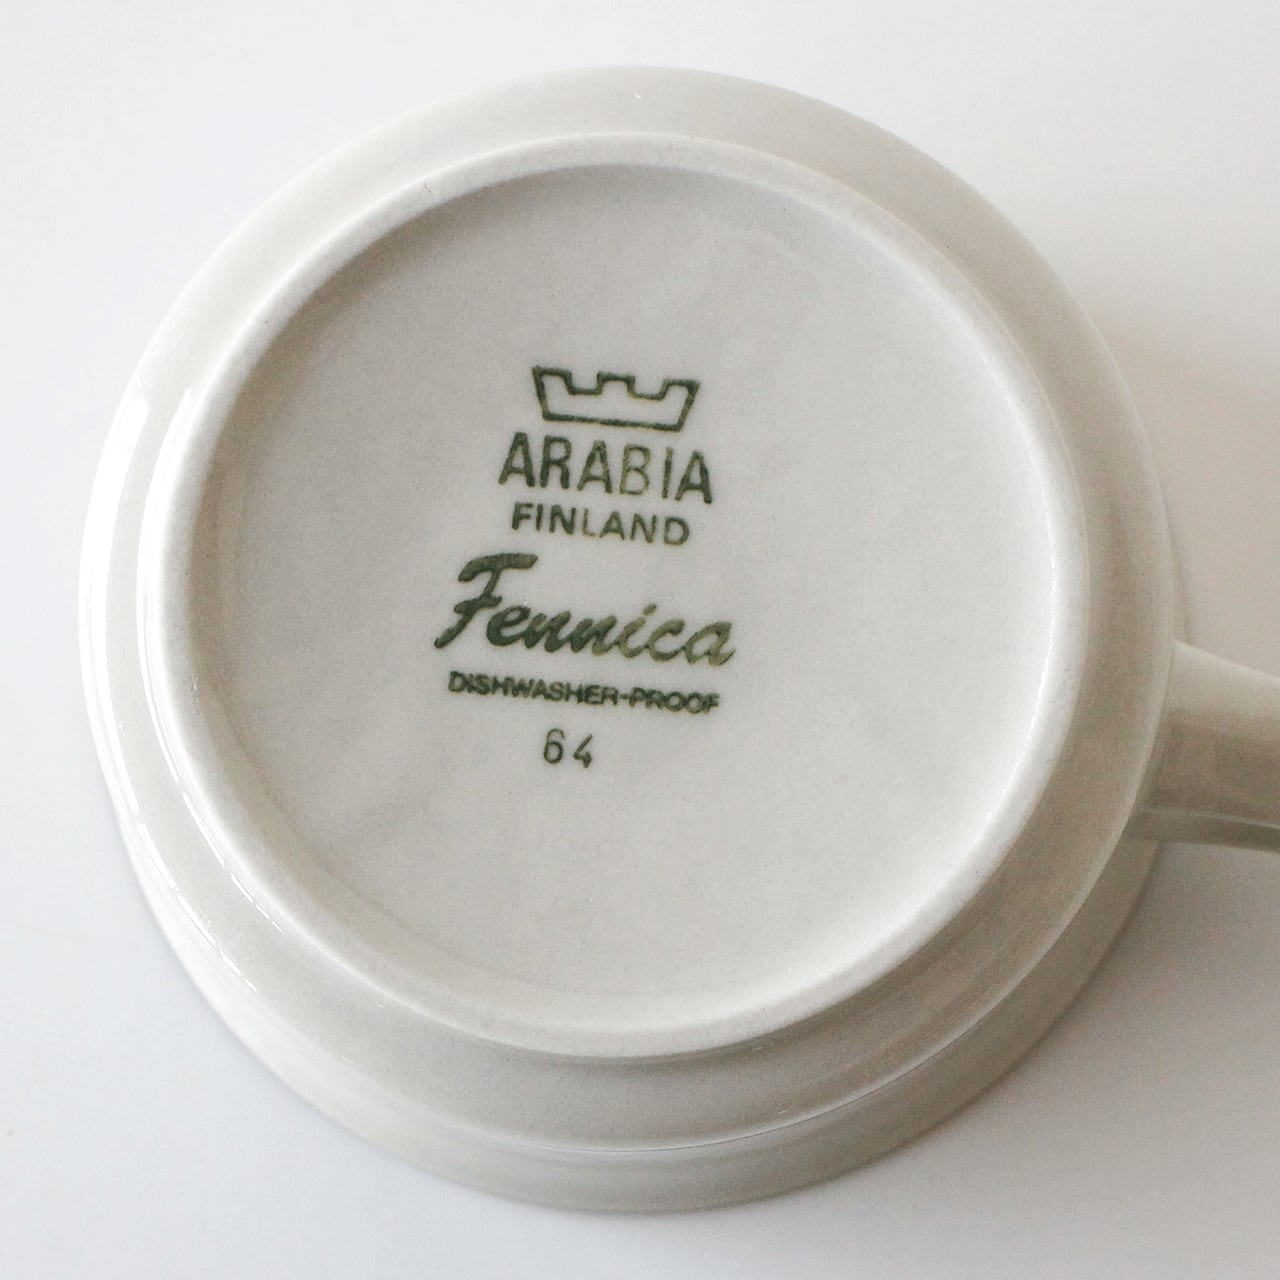 ARABIA
FINLAND
Fennica
DISHWASHER-PROOF
64